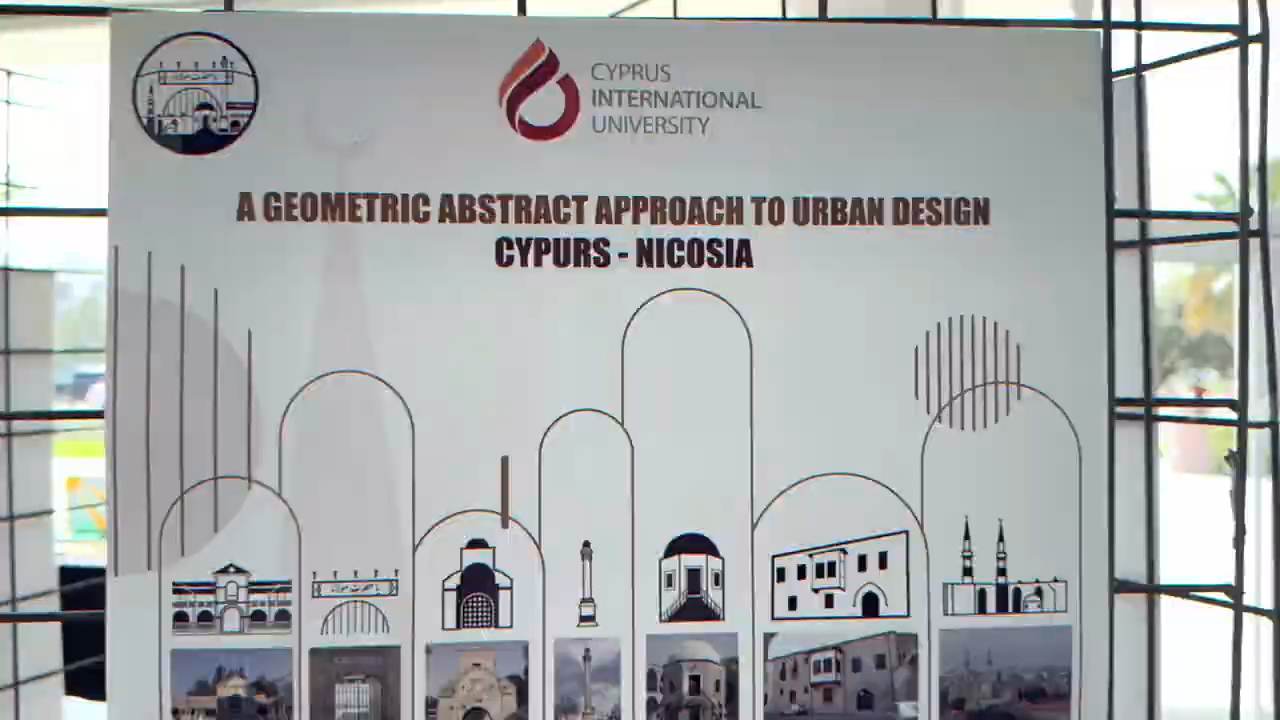 CYPRUS
INTERNATIONAL
UNIVERSITY
A GEOMETRIC ABSTRACT APPROACH TO URBAN DESIGN
CYPURS - NICOSIA